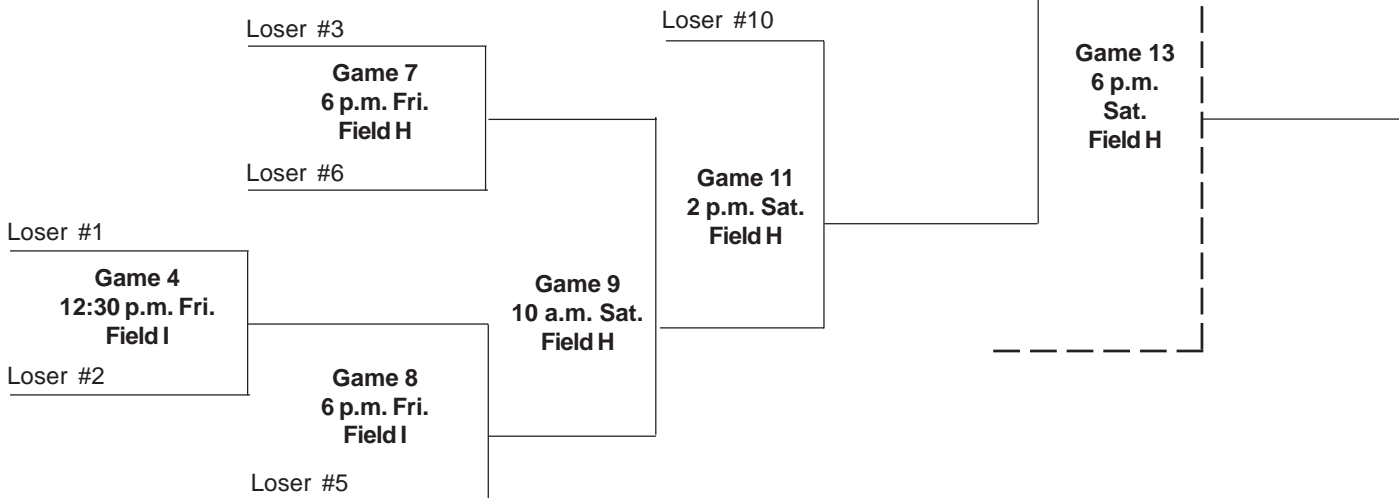 Loser #3
Game 7
6 p.m. Fri.
Field H
Loser #6
Loser #1
Game 4
12:30 p.m. Fri.
Field I
Loser #2
Game 8
6 p.m. Fri.
Field I
Loser #5
Game 9
10 a.m. Sat.
Field H
Loser #10
Game 11
2 p.m. Sat.
Field H
Game 13
6 p.m.
Sat.
Field H